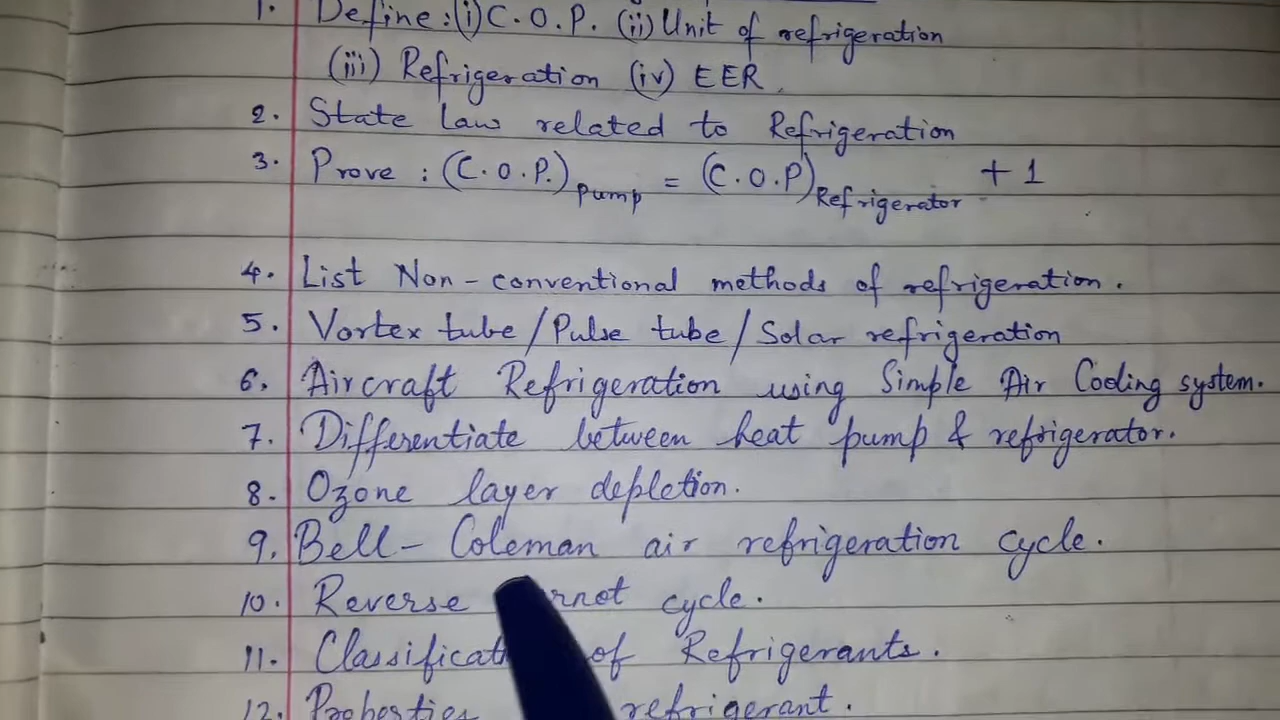 1. Define : (i) C.O.P. (ii) Unit of refrigeration
(iii) Refrigeration (iv) EER.
2. State Law related to Refrigeration
3. Prove : (C.O.P.) Pump = (C.O.P) Refrigerator + 1
4. List Non-conventional methods of refrigeration.
5. Vortex tube/Pulse tube/Solar refrigeration
6. Aircraft Refrigeration using Simple Air Cooling system.
7. Differentiate between heat pump & refrigerator.
8. Ozone layer depletion.
9. Bell-Coleman air refrigeration cycle.
10. Reverse cycle.
11. of Refrigerants.
12. Properties refrigerant.